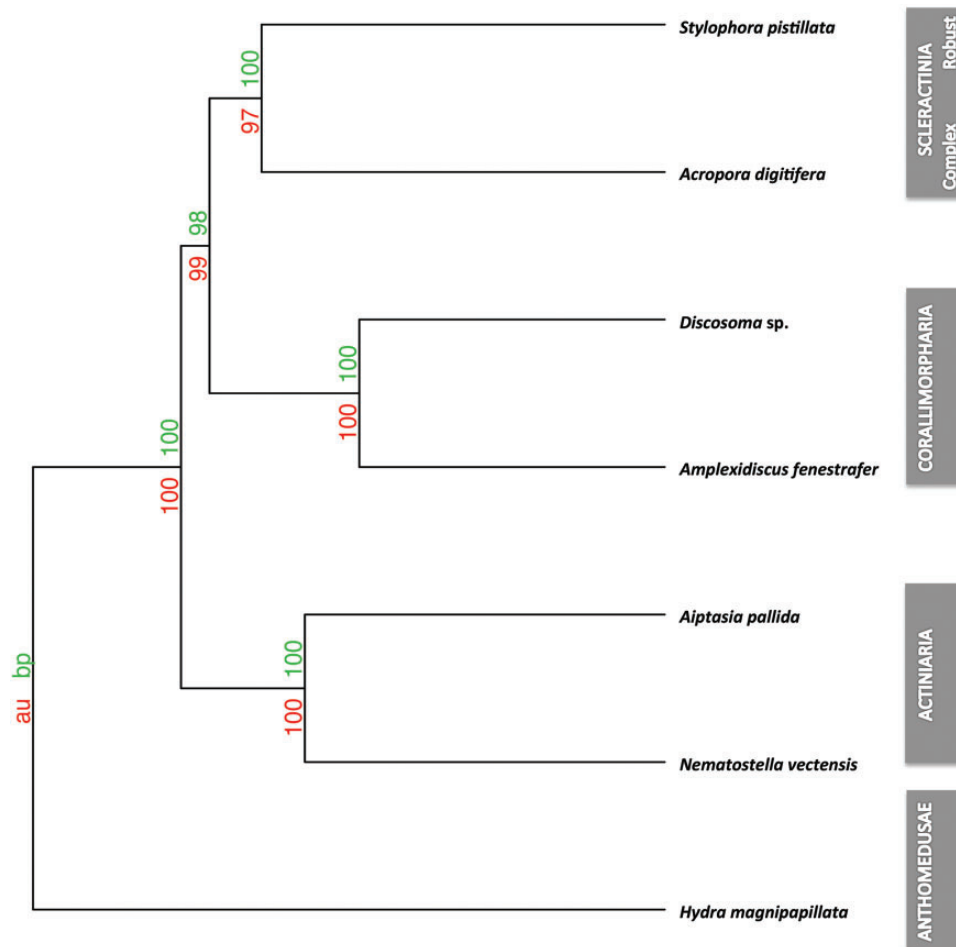 Stylophora pistillata
SCLERACTINIA
Complex Robust
100
97
Acropora digitifera
98
99
Discosoma sp.
CORALLIMORPHARIA
100
100
Amplexidiscus fenestrafer
100
100
Aiptasia pallida
ACTINIARIA
100
100
Nematostella vectensis
au bp
Hydra magnipapillata
ANTHOMEDUSAE